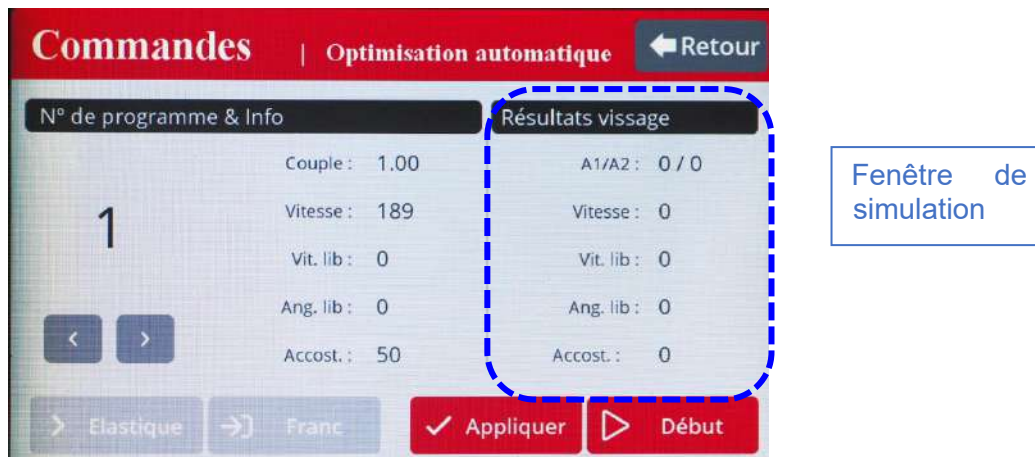 Commandes | Optimisation automatique Retour
N° de programme & Info
Couple : 1.00
1
Vitesse : 189
Vit. lib : 0
Ang. lib : 0
Accost. : 50
Résultats vissage
A1/A2 : 0 / 0
Vitesse : 0
Vit. lib : 0
Ang. lib : 0
Accost. : 0
Elastique Franc Appliquer Début
Fenêtre de
simulation